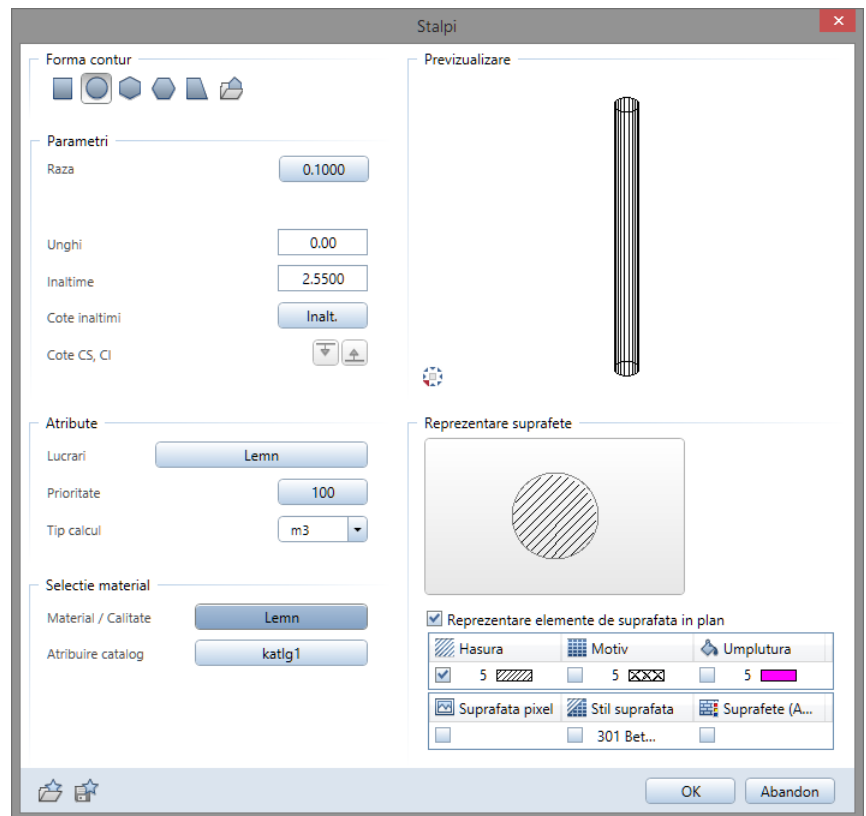 Stalpi
Forma contur
Parametri
Raza 0.1000
Unghi 0.00
Inaltime 2.5500
Cote inaltimi Inalt.
Cote CS, CI
Atribute
Lucrari Lemn
Prioritate 100
Tip calcul m3
Selectie material
Material / Calitate Lemn
Atribuire catalog katlg1
Previzualizare
Reprezentare suprafete
Reprezentare elemente de suprafata in plan
Hasura Motiv Umplutura
5 5 5
Suprafata pixel Stil suprafata Suprafete (A...
301 Bet...
OK Abandon